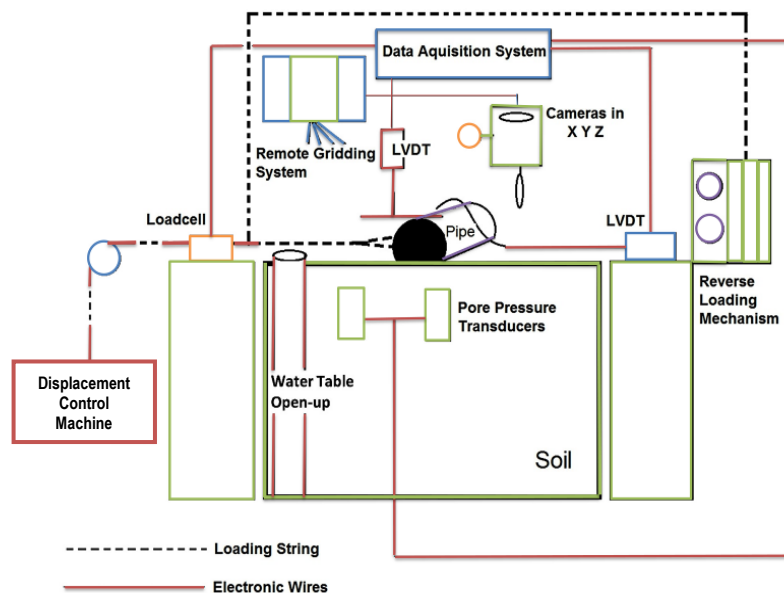 Data Aquisition System
Cameras in
X Y Z
LVDT
Remote Gridding
System
Loadcell
Pipe
LVDT
Reverse
Loading
Mechanism
Pore Pressure
Transducers
Displacement
Control
Machine
Water Table
Open-up
Soil
Loading String
Electronic Wires